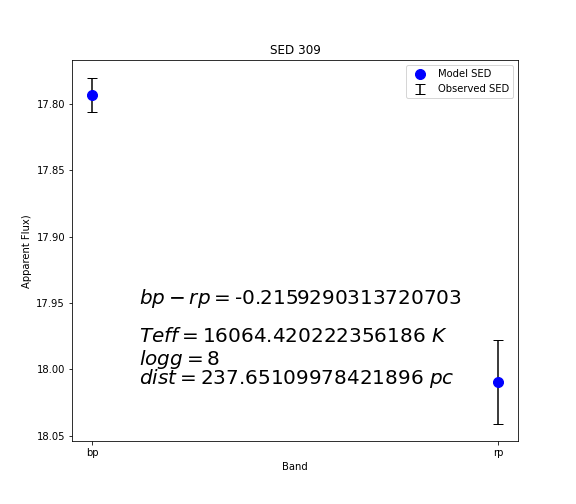 SED 309
Model SED
Observed SED
17.80
17.85
17.90
17.95
18.00
18.05
Apparent Flux)
bp − rp = -0.2159290313720703
Teff = 16064.420222356186 K
logg = 8
dist = 237.65109978421896 pc
bp
rp
Band